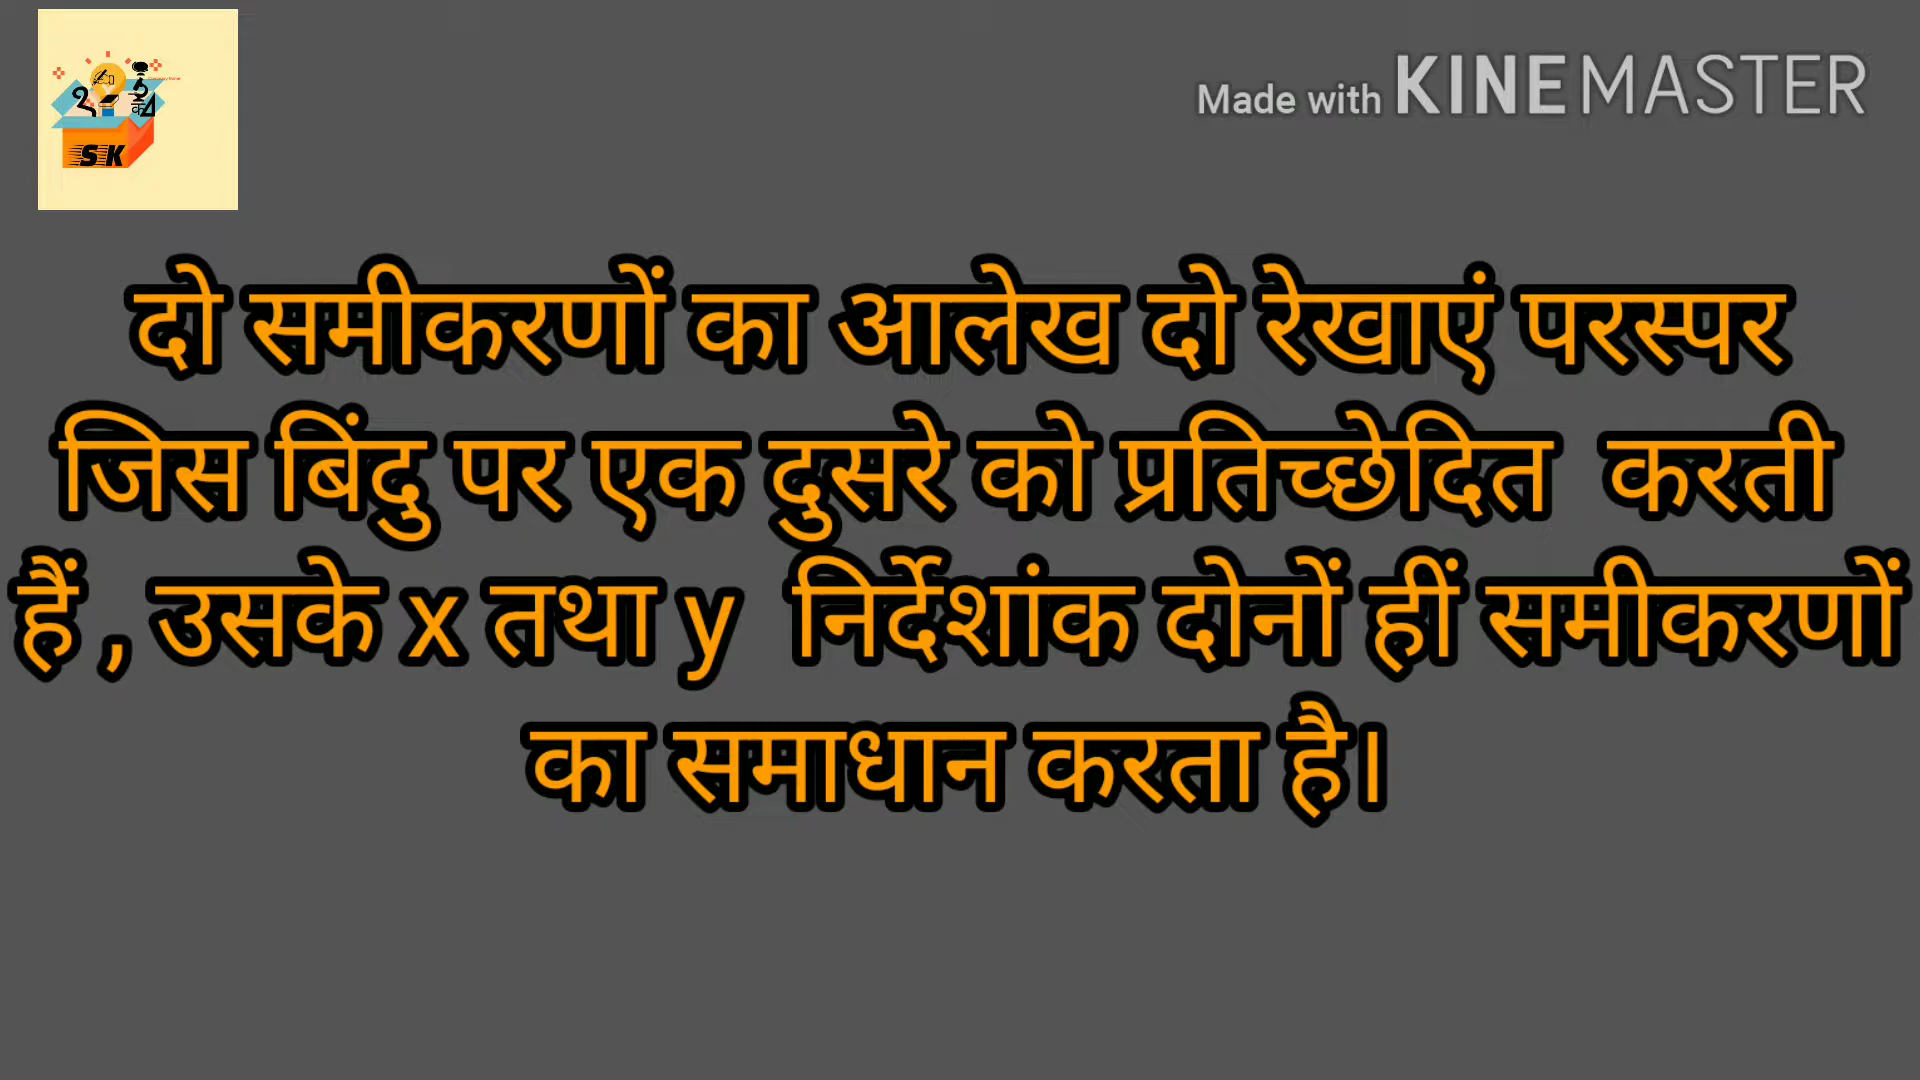 SK
Made with KINEMASTER
दो समीकरणों का आलेख दो रेखाएं परस्पर
जिस बिंदु पर एक दुसरे को प्रतिच्छेदित करती
हैं , उसके x तथा y निर्देशांक दोनों हीं समीकरणों
का समाधान करता है।